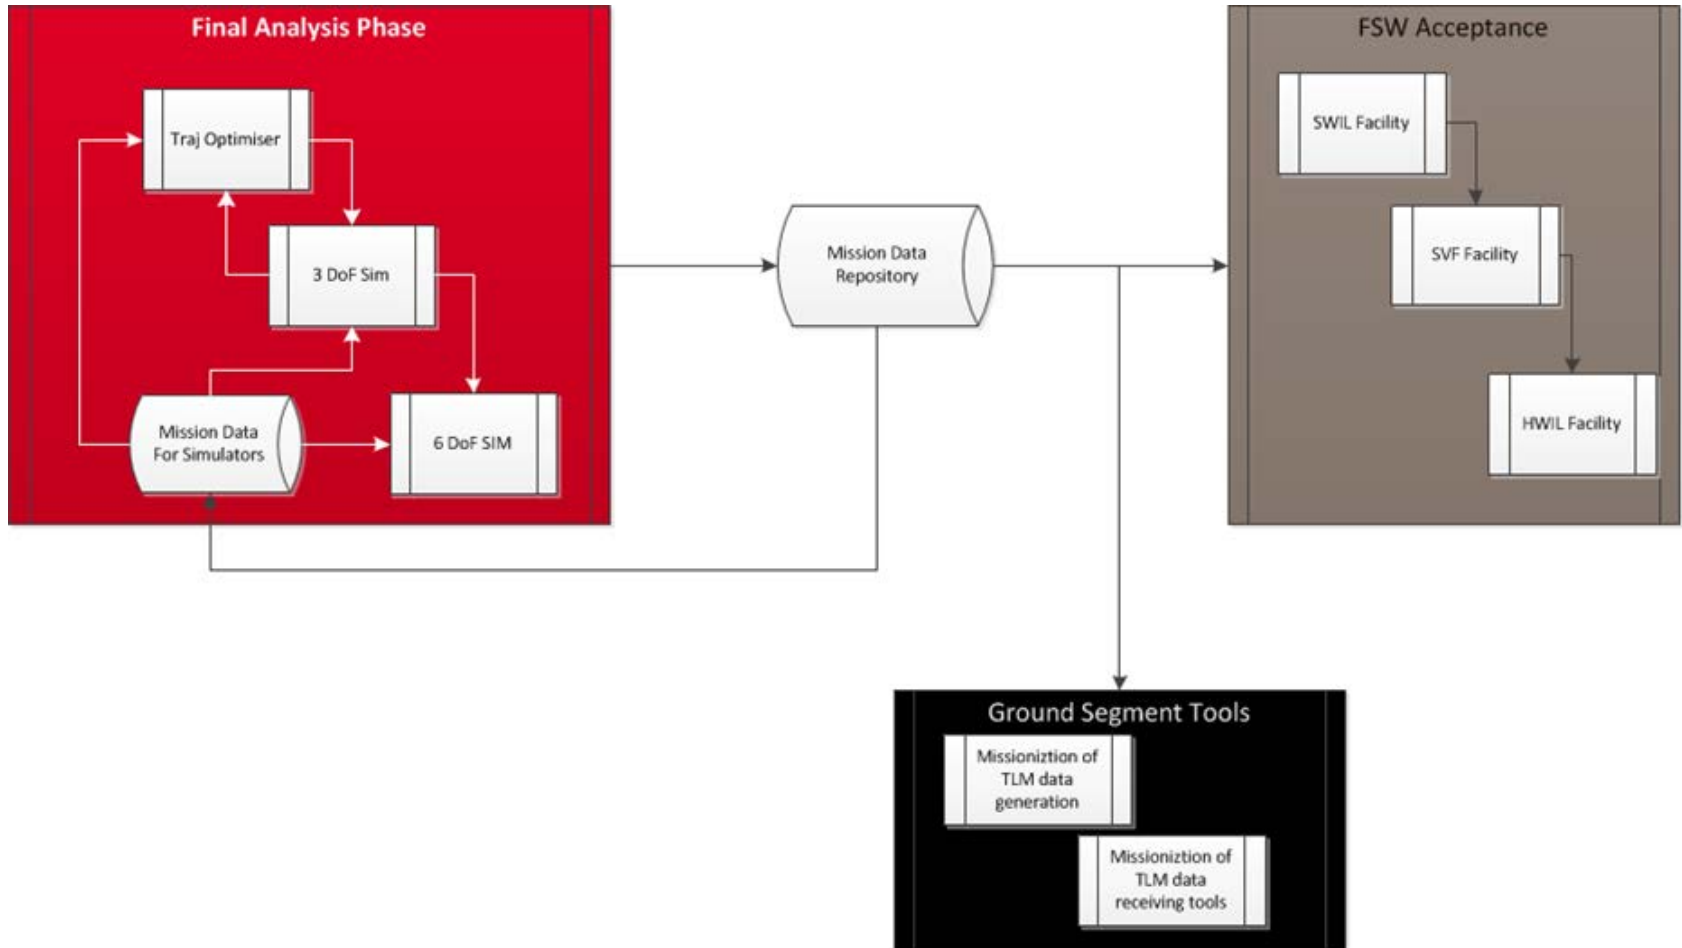 Final Analysis Phase
Traj Optimiser
3 DoF Sim
Mission Data
For Simulators
6 DoF SIM
Mission Data
Repository
FSW Acceptance
SWIL Facility
SVF Facility
HWIL Facility
Ground Segment Tools
Missioniztion of
TLM data
generation
Missioniztion of
TLM data
receiving tools